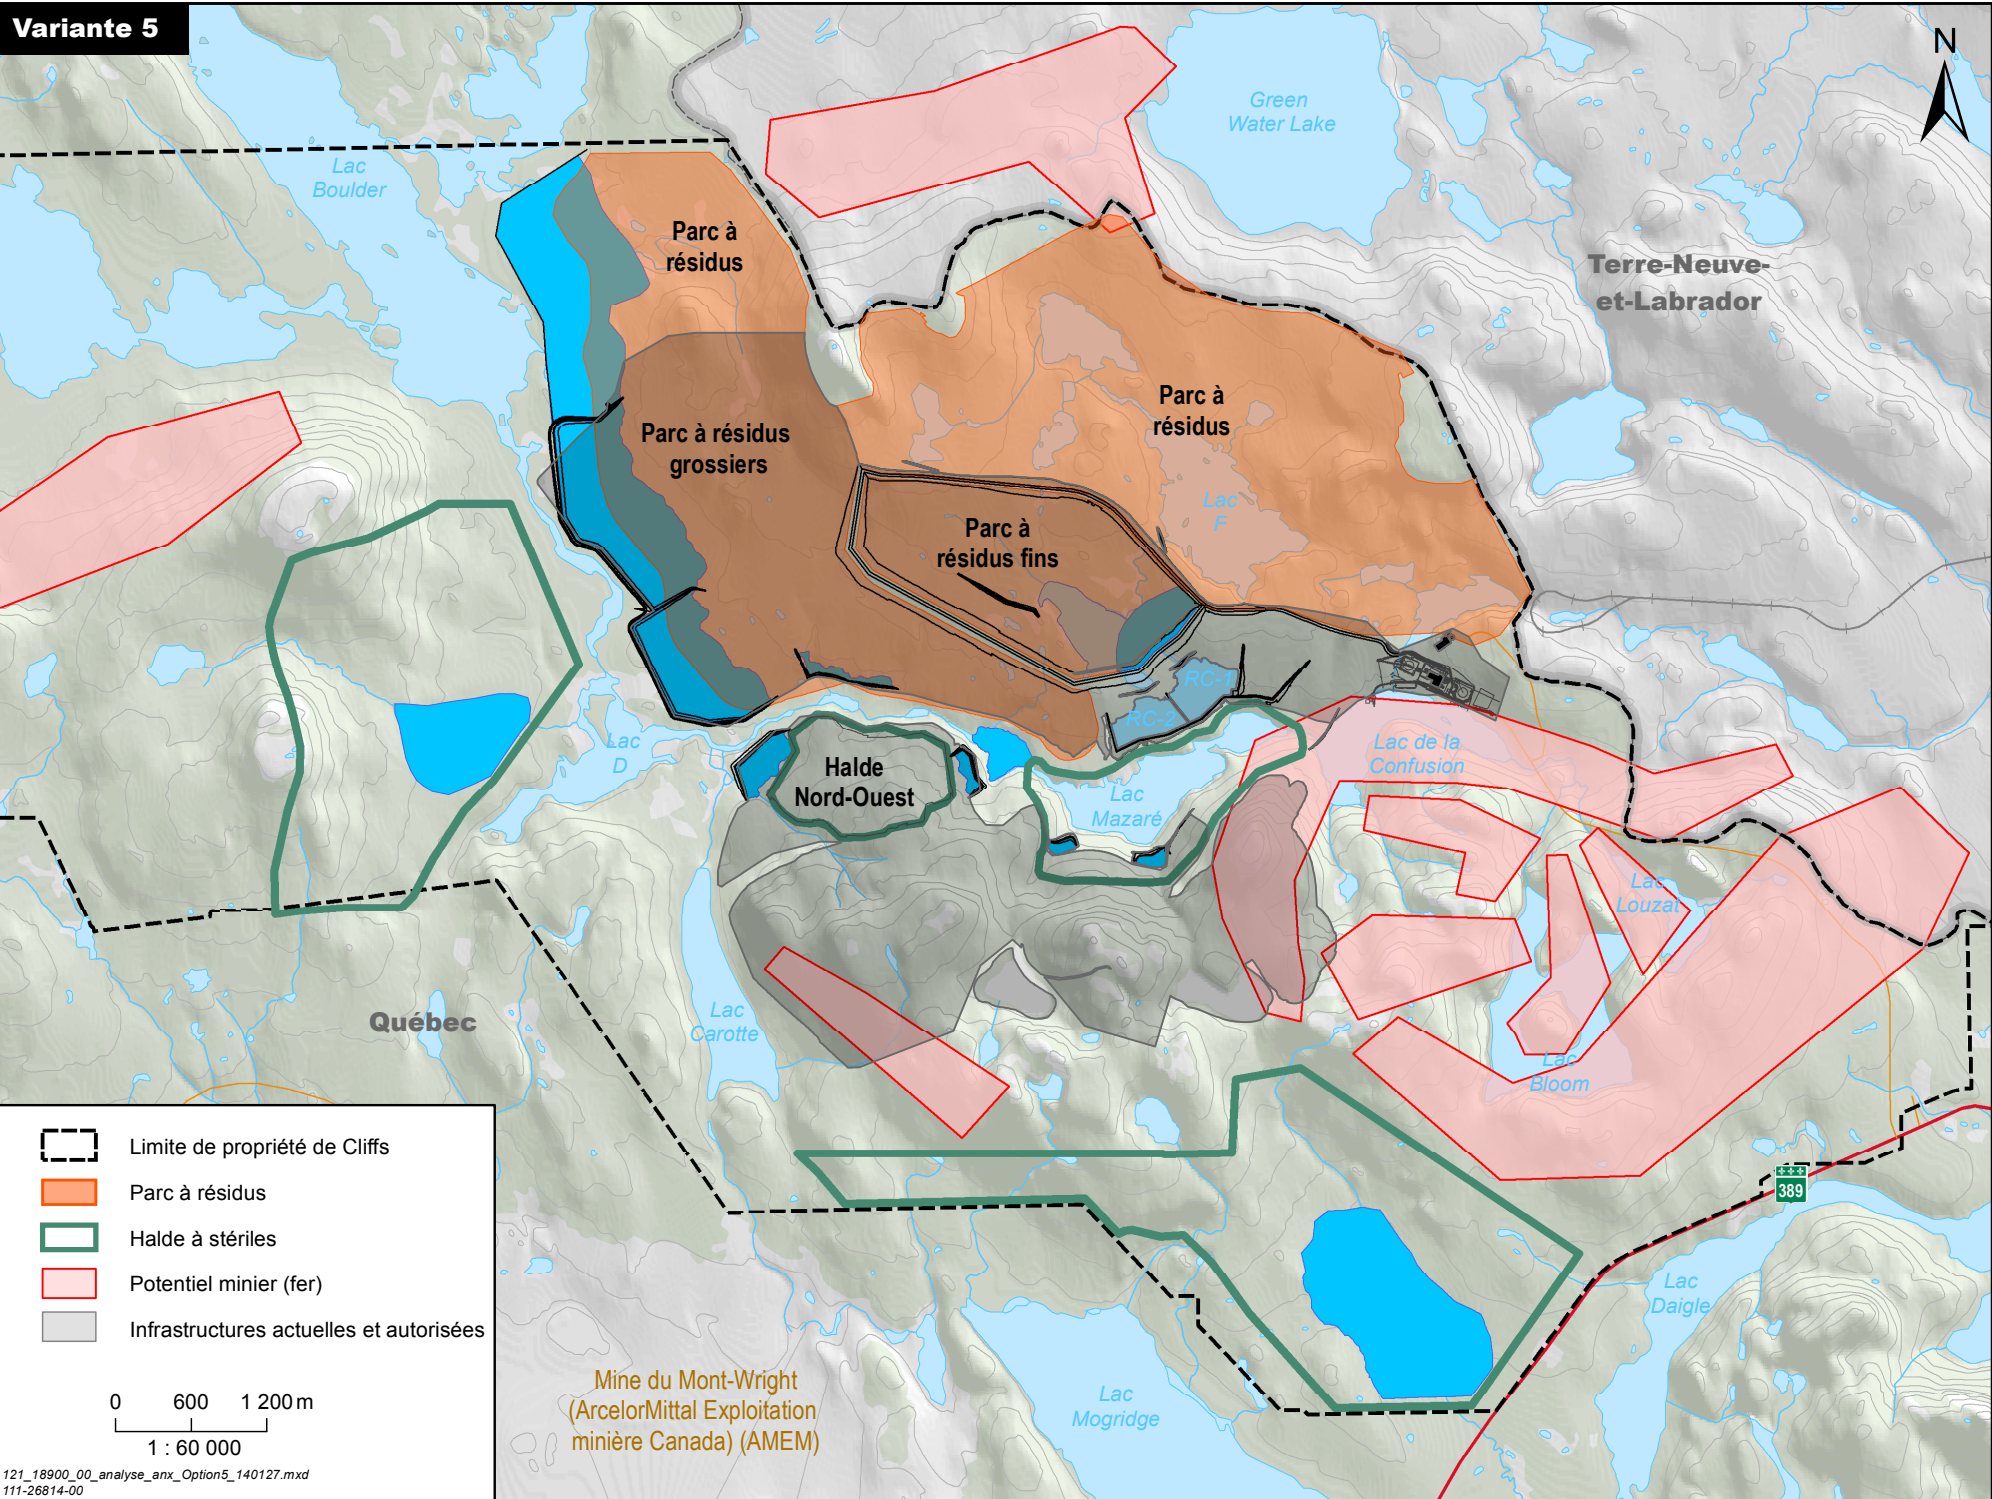 Variante 5
N
Green
Water Lake
Lac
Boulder
Parc à
résidus
Terre-Neuve-
et-Labrador
Parc à
résidus
Parc à résidus
grossiers
Lac
F
Parc à
résidus fins
RC-1
RC-2
Lac
D
Lac de la
Confusion
Halde
Nord-Ouest
Lac
Mazaré
Lac
Louzat
Québec
Lac
Carotte
Lac
Bloom
389
Lac
Daigle
Lac
Mogridge
Mine du Mont-Wright
(ArcelorMittal Exploitation
minière Canada) (AMEM)
Limite de propriété de Cliffs
Parc à résidus
Halde à stériles
Potentiel minier (fer)
Infrastructures actuelles et autorisées
0 600 1 200 m
1 : 60 000
121_18900_00_analyse_anx_Option5_140127.mxd
111-26814-00